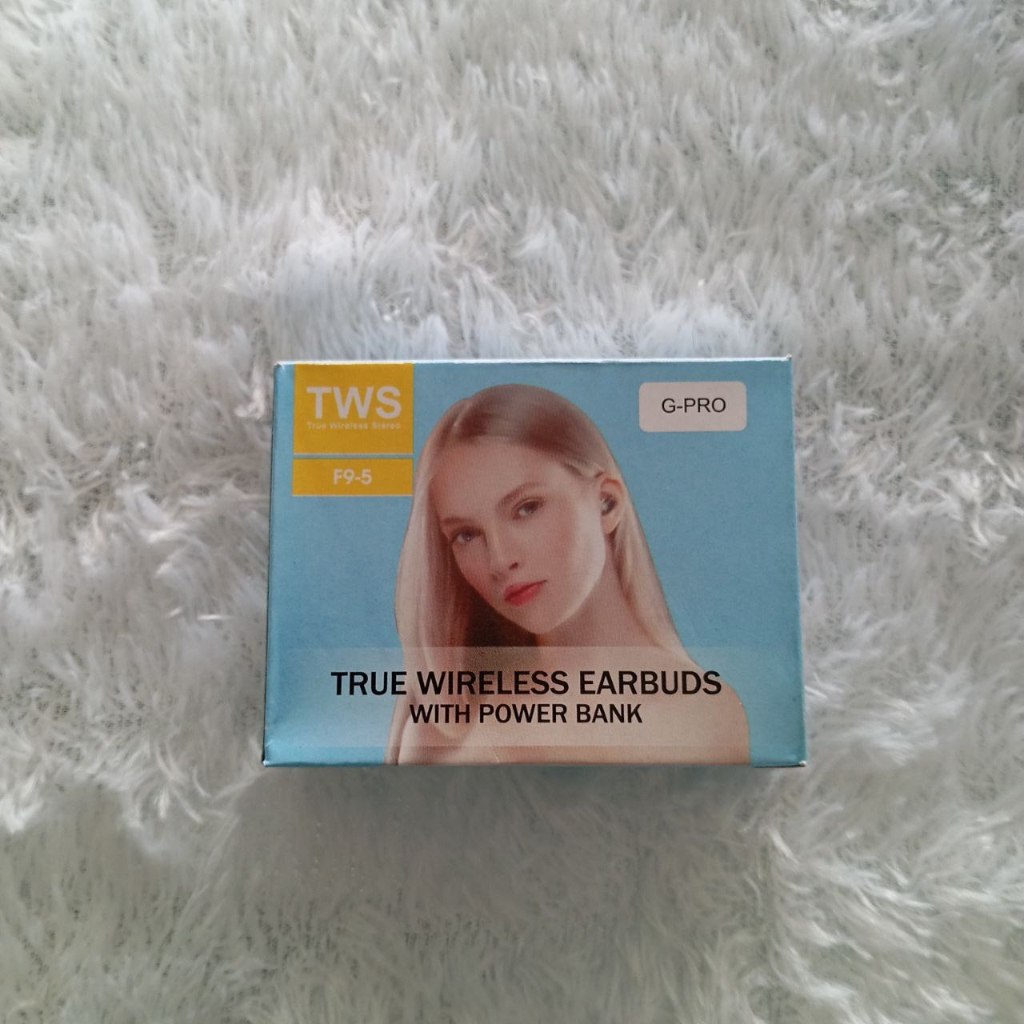 TWS
True Wireless Stereo
F9-5
G-PRO
TRUE WIRELESS EARBUDS
WITH POWER BANK